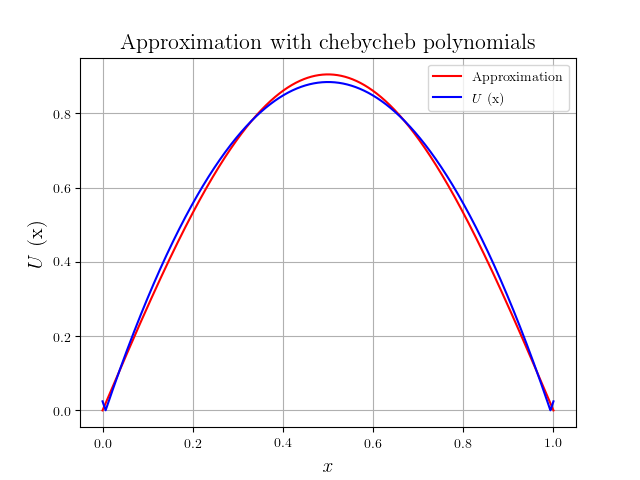 Approximation with chebycheb polynomials
Approximation
U (x)
U (x)
0.8
0.6
0.4
0.2
0.0
0.0 0.2 0.4 0.6 0.8 1.0
x